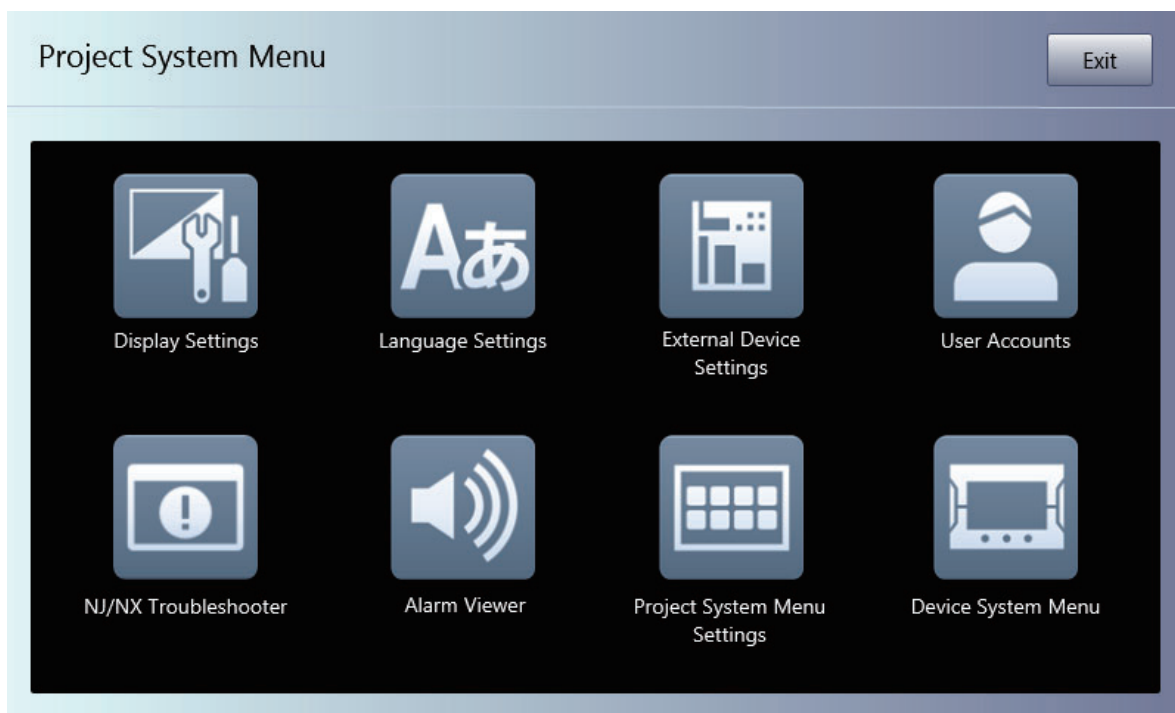 Project System Menu
Exit
Aあ
Display Settings
Language Settings
External Device
Settings
User Accounts
NJ/NX Troubleshooter
Alarm Viewer
Project System Menu
Settings
Device System Menu